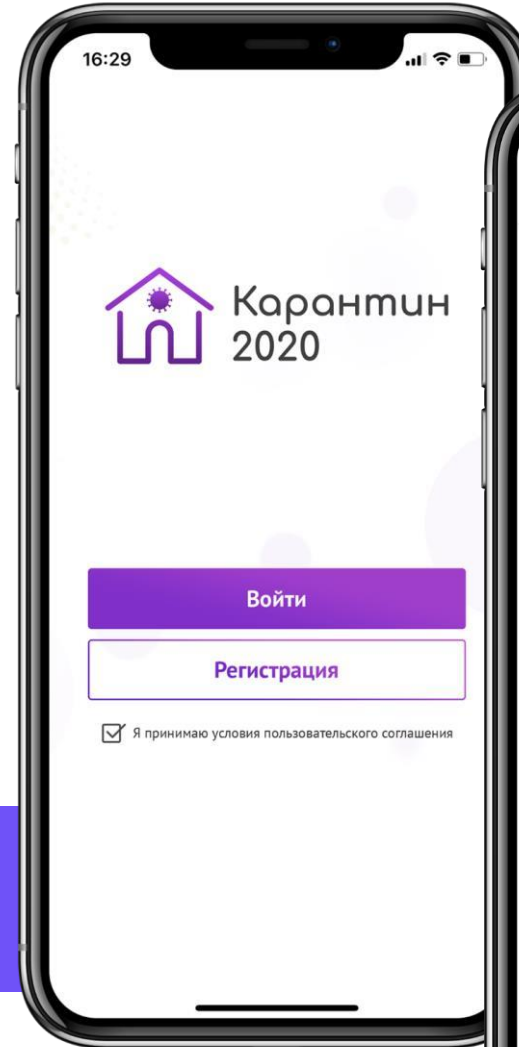 16:29
Карантин
2020
Войти
Регистрация
Я принимаю условия пользовательского соглашения